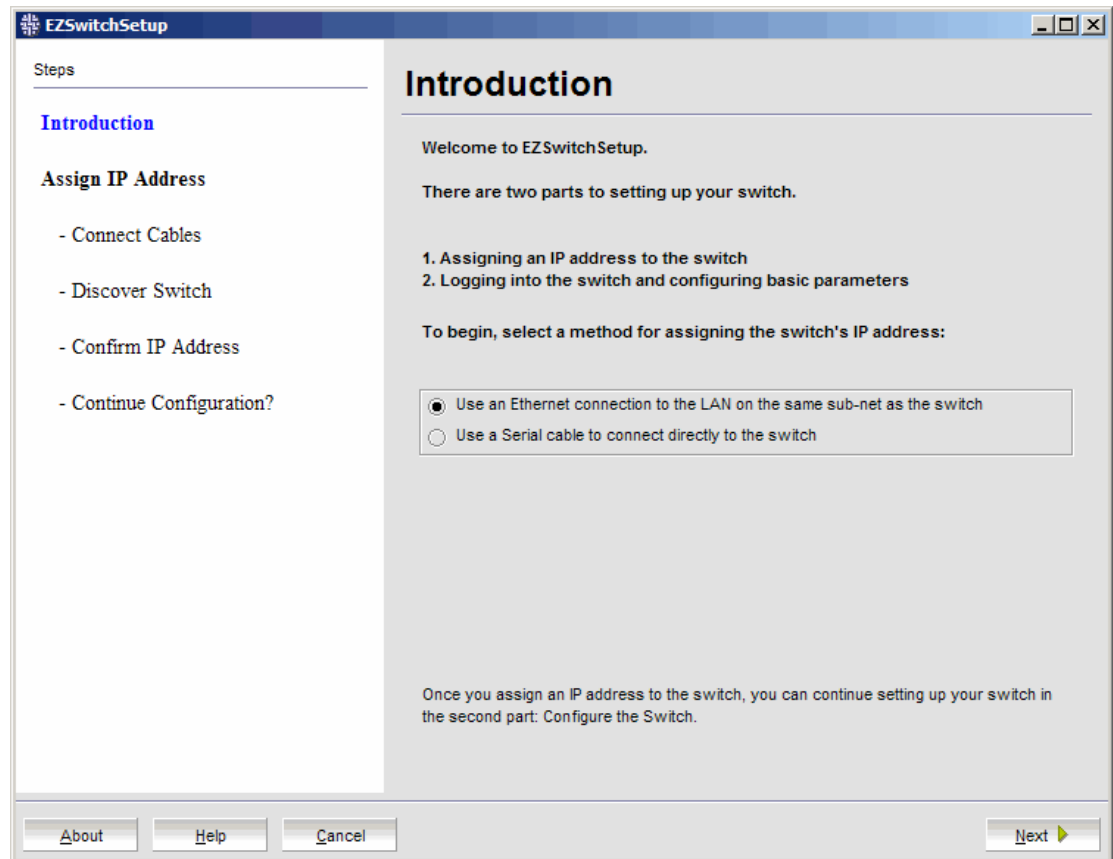 EZSwitchSetup
Steps
Introduction
Assign IP Address
- Connect Cables
- Discover Switch
- Confirm IP Address
- Continue Configuration?
Introduction
Welcome to EZSwitchSetup.
There are two parts to setting up your switch.
1. Assigning an IP address to the switch
2. Logging into the switch and configuring basic parameters
To begin, select a method for assigning the switch's IP address:
Use an Ethernet connection to the LAN on the same sub-net as the switch
Use a Serial cable to connect directly to the switch
Once you assign an IP address to the switch, you can continue setting up your switch in
the second part: Configure the Switch.
About
Help
Cancel
Next